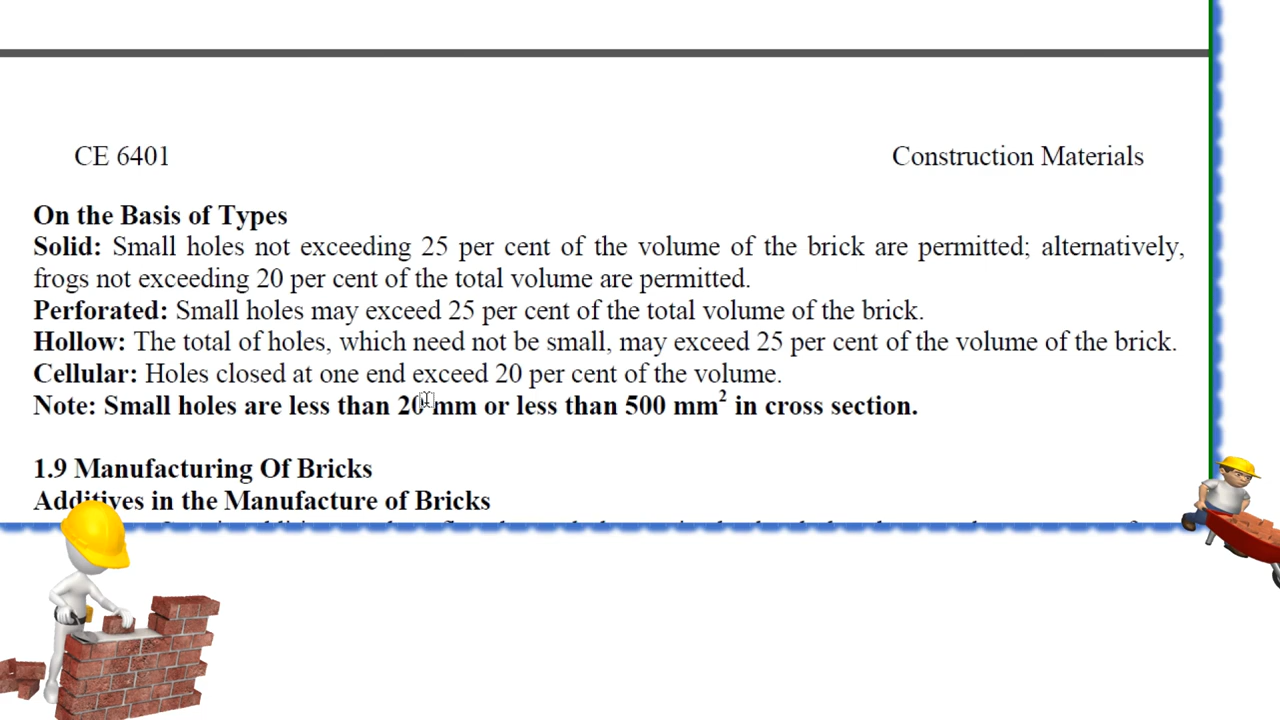 CE 6401 Construction Materials
On the Basis of Types
Solid: Small holes not exceeding 25 per cent of the volume of the brick are permitted; alternatively,
frogs not exceeding 20 per cent of the total volume are permitted.
Perforated: Small holes may exceed 25 per cent of the total volume of the brick.
Hollow: The total of holes, which need not be small, may exceed 25 per cent of the volume of the brick.
Cellular: Holes closed at one end exceed 20 per cent of the volume.
Note: Small holes are less than 20 mm or less than 500 mm² in cross section.
1.9 Manufacturing Of Bricks
Additives in the Manufacture of Bricks